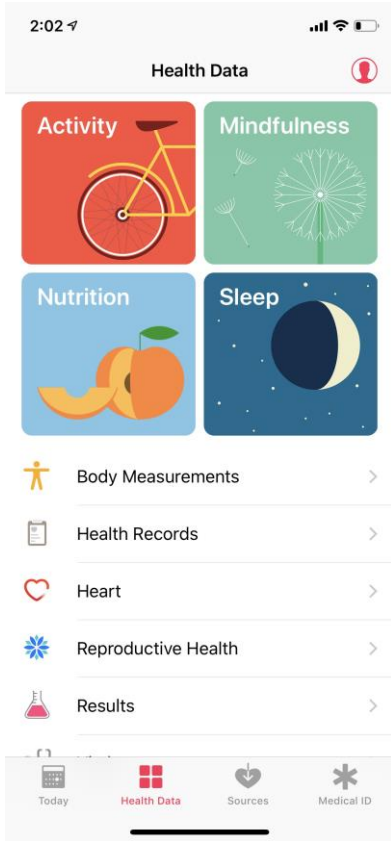 2:02
Health Data
Activity
Mindfulness
Nutrition
Sleep
Body Measurements
Health Records
Heart
Reproductive Health
Results
Today
Health Data
Sources
Medical ID